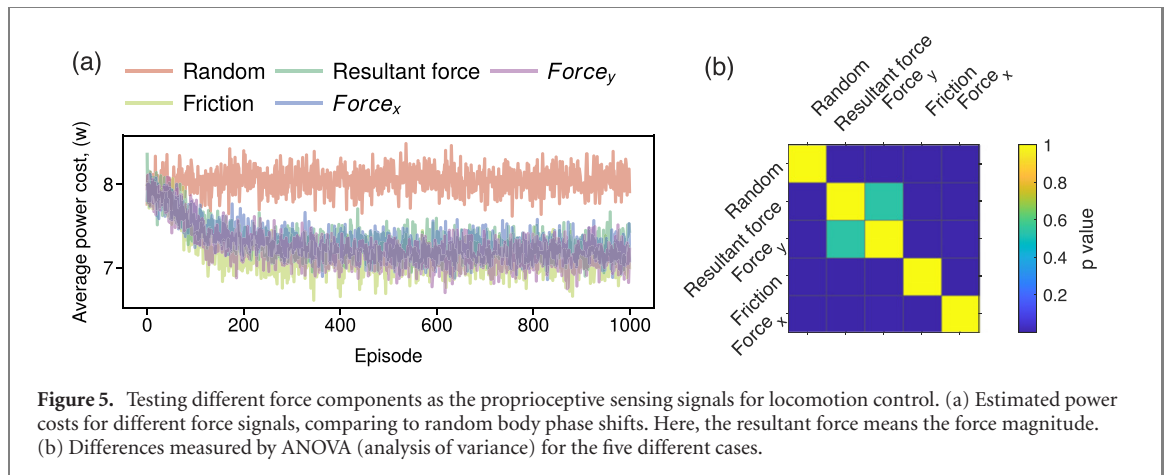 (a)
Random
Resultant force
Force_y
Friction
Force_x
Average power cost, (w)
8
7
0
200
400
600
800
1000
Episode
(b)
Random
Resultant force
Force y
Friction
Force x
Random
Resultant force
Force y
Friction
Force x
1
0.8
0.6
0.4
0.2
p value
Figure 5. Testing different force components as the proprioceptive sensing signals for locomotion control. (a) Estimated power
costs for different force signals, comparing to random body phase shifts. Here, the resultant force means the force magnitude.
(b) Differences measured by ANOVA (analysis of variance) for the five different cases.